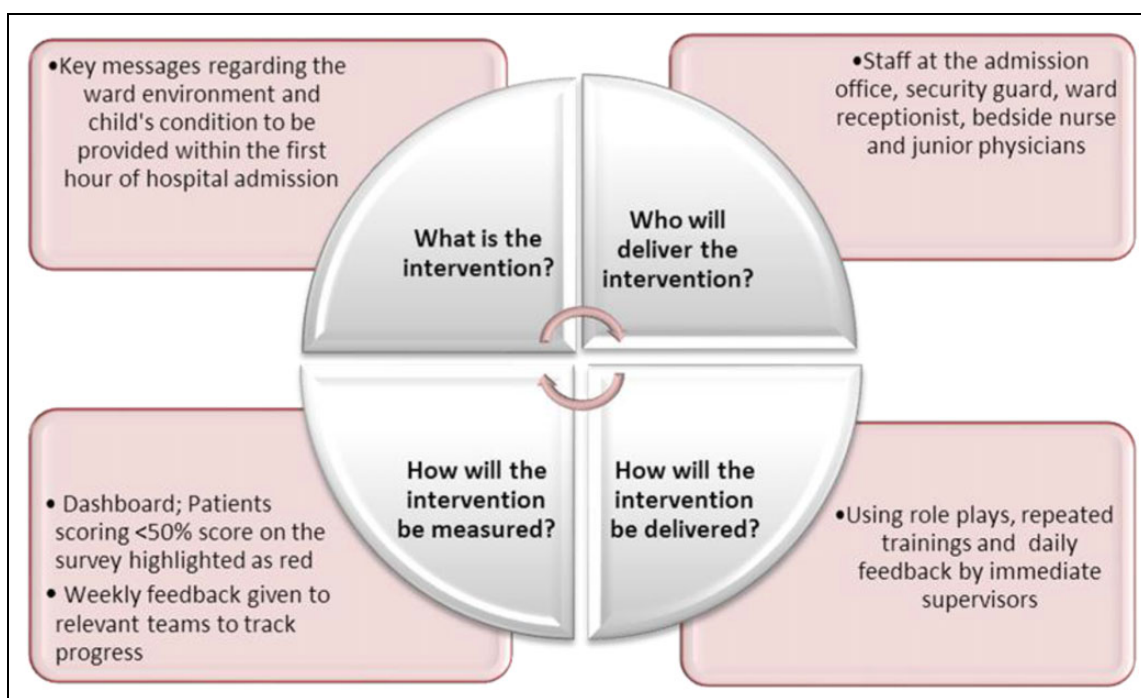 •Key messages regarding the
ward environment and
child's condition to be
provided within the first
hour of hospital admission
•Staff at the admission
office, security guard, ward
receptionist, bedside nurse
and junior physicians
What is the
intervention?
Who will
deliver the
intervention?
How will the
intervention
be measured?
How will the
intervention
be delivered?
• Dashboard; Patients
scoring <50% score on the
survey highlighted as red
• Weekly feedback given to
relevant teams to track
progress
•Using role plays, repeated
trainings and daily
feedback by immediate
supervisors